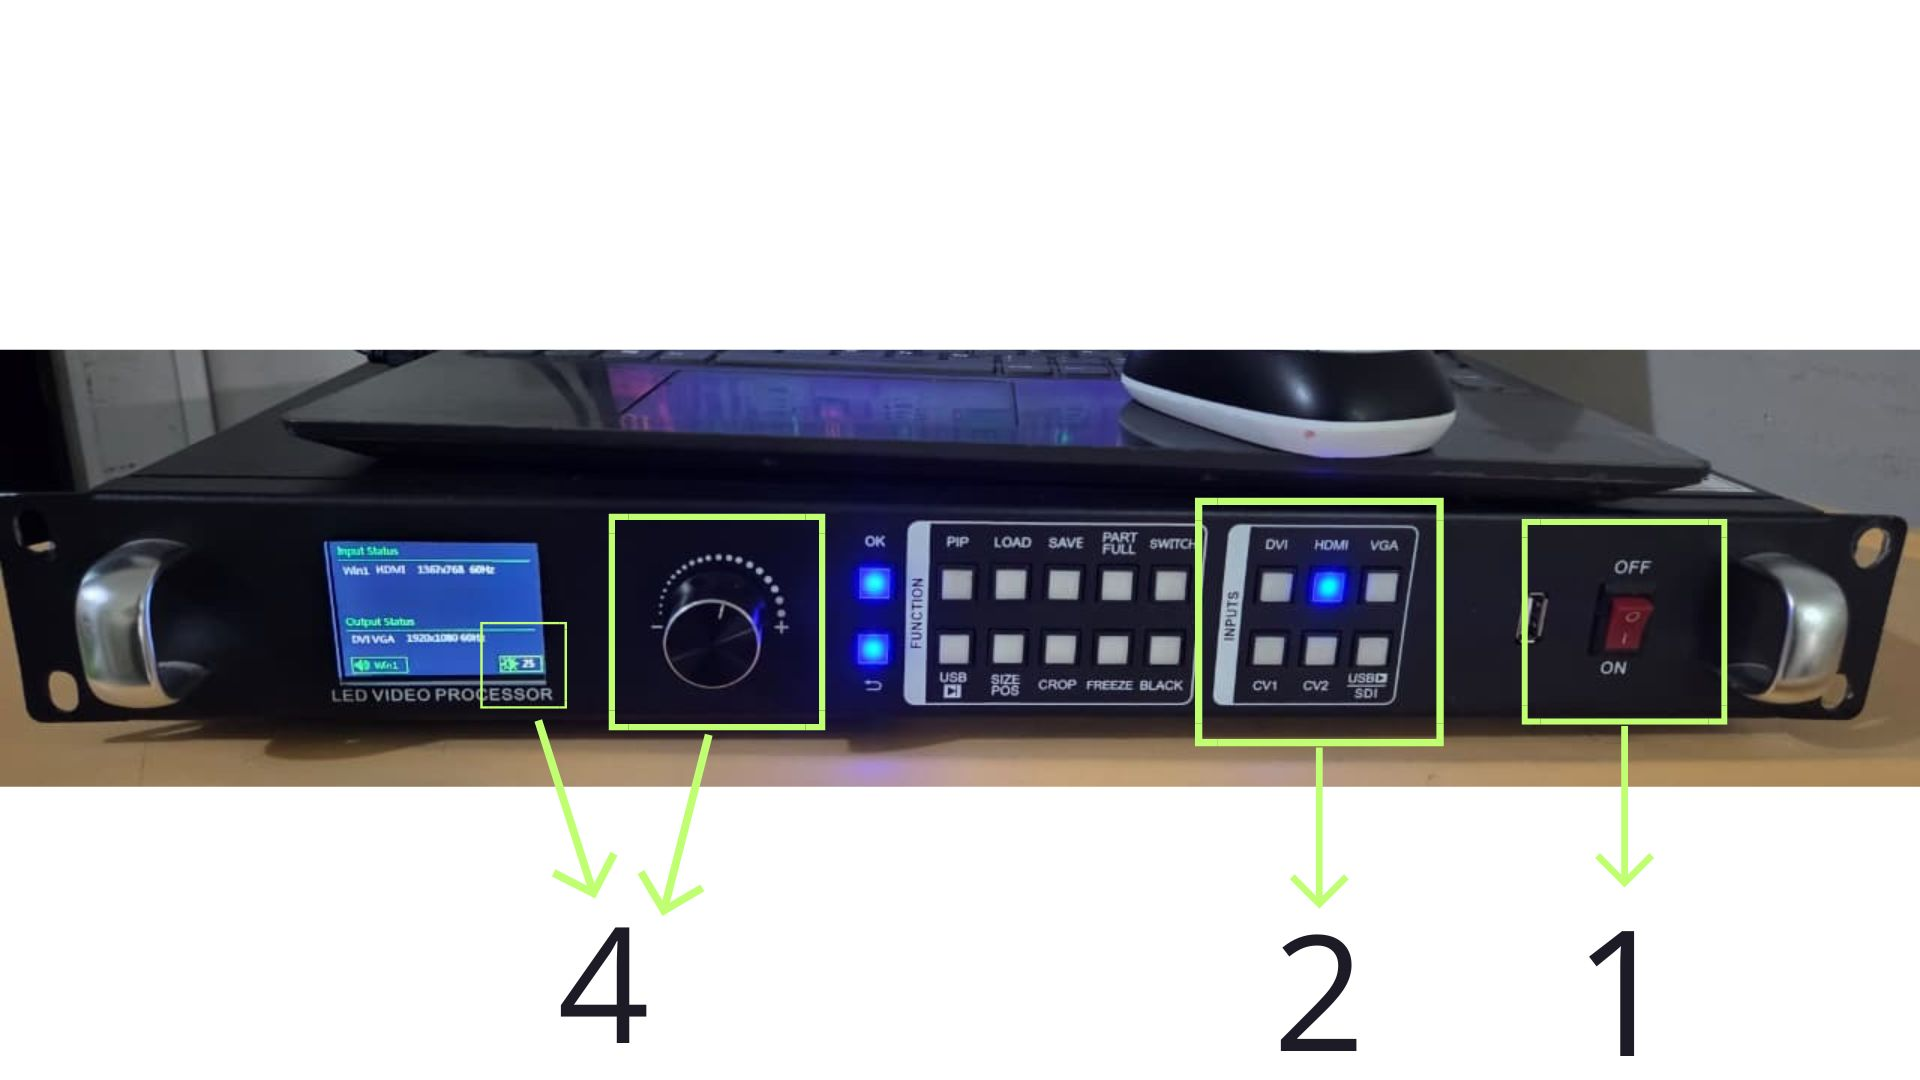 Input Status
Win1 HDMI 1367x768 60Hz
Output Status
DVI VGA 1920x1080 60Hz
Win1
25
LED VIDEO PROCESSOR
- +
OK
FUNCTION
PIP LOAD SAVE PART FULL SWITCH
USB SIZE POS CROP FREEZE BLACK
INPUTS
DVI HDMI VGA
CV1 CV2 USB SDI
OFF
ON
4 2 1